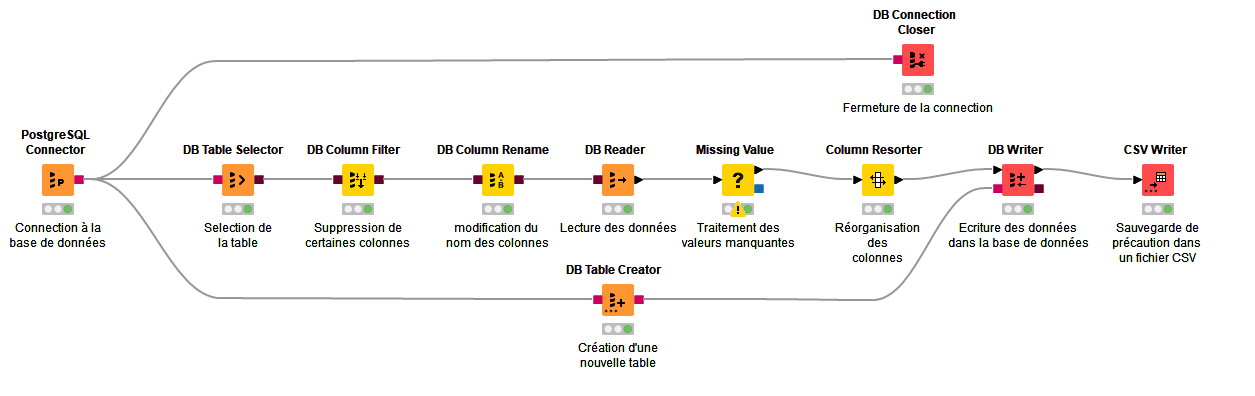 DB Connection
Closer
Fermeture de la connection
PostgreSQL
Connector
P
Connection à la
base de données
DB Table Selector
Selection de
la table
DB Column Filter
Suppression de
certaines colonnes
DB Column Rename
A
B
modification du
nom des colonnes
DB Reader
Lecture des données
Missing Value
?
!
Traitement des
valeurs manquantes
Column Resorter
Réorganisation
des
colonnes
DB Writer
Ecriture des données
dans la base de données
CSV Writer
Sauvegarde de
précaution dans
un fichier CSV
DB Table Creator
Création d'une
nouvelle table